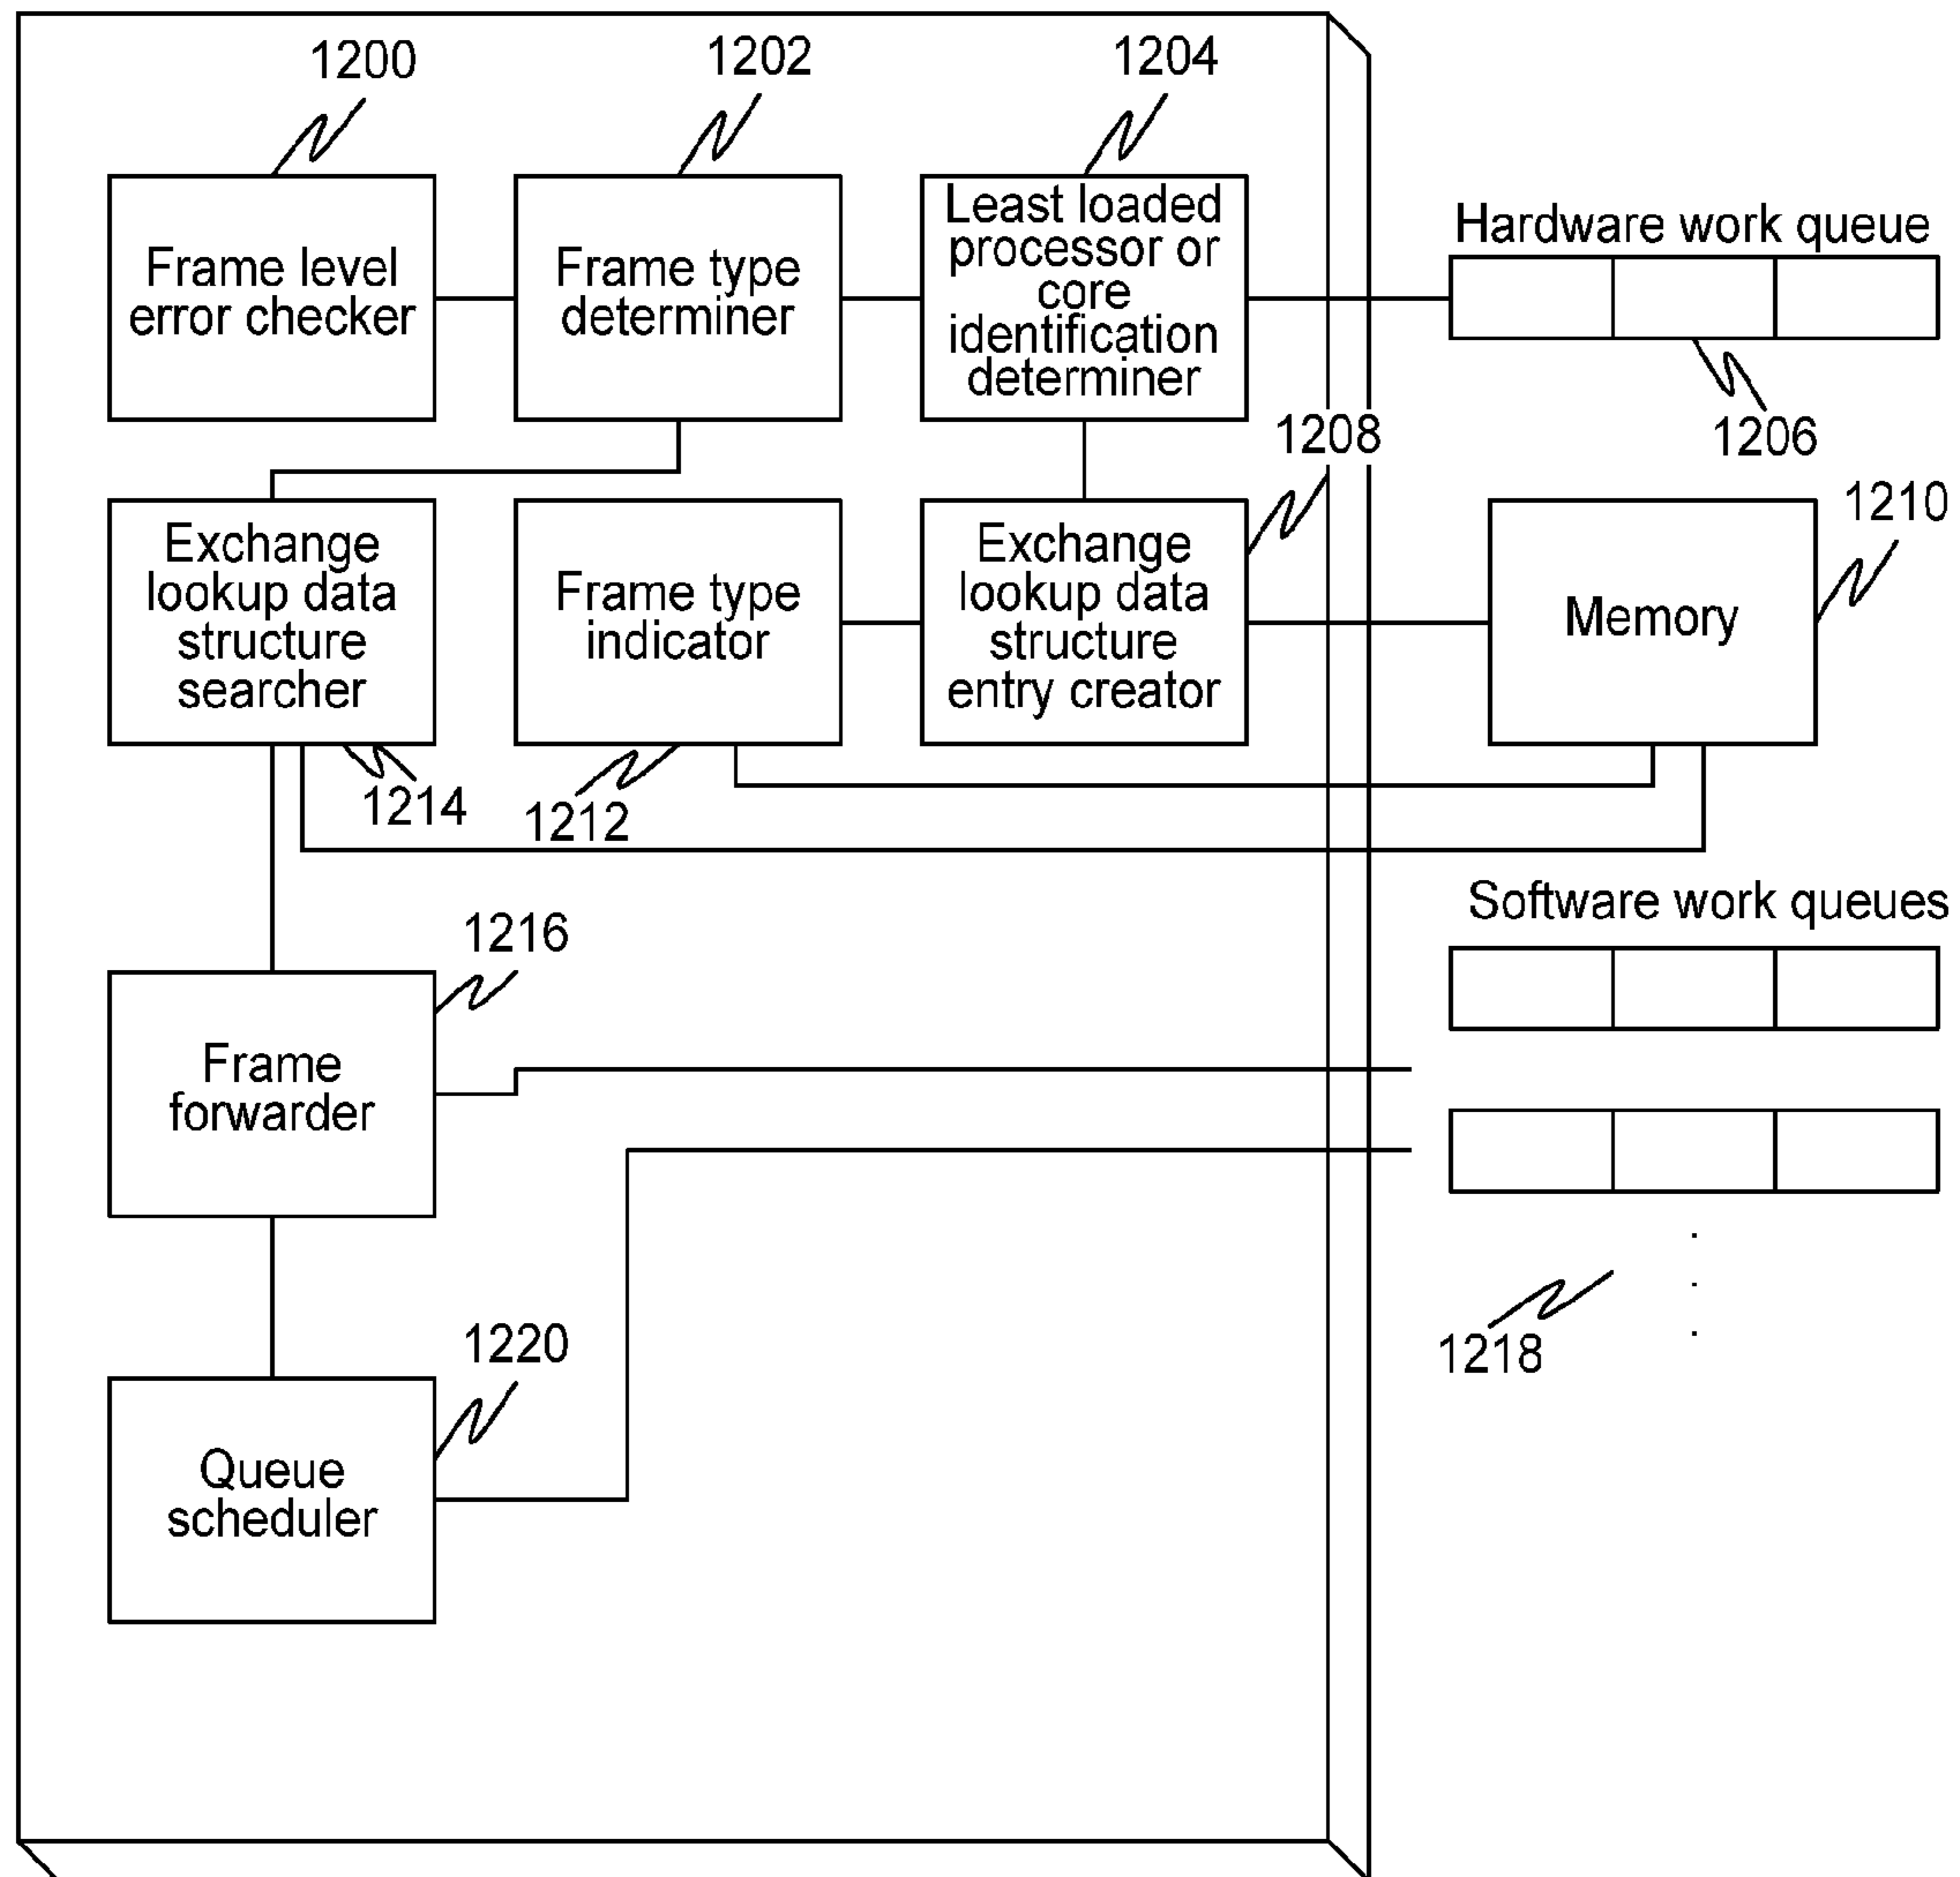 1200
1202
1204
Frame level
error checker
Frame type
determiner
Least loaded
processor or
core
identification
determiner
Hardware work queue
1206
1208
1210
Exchange
lookup data
structure
searcher
Frame type
indicator
Exchange
lookup data
structure
entry creator
Memory
1214
1212
Software work queues
1216
Frame
forwarder
1218
1220
Queue
scheduler